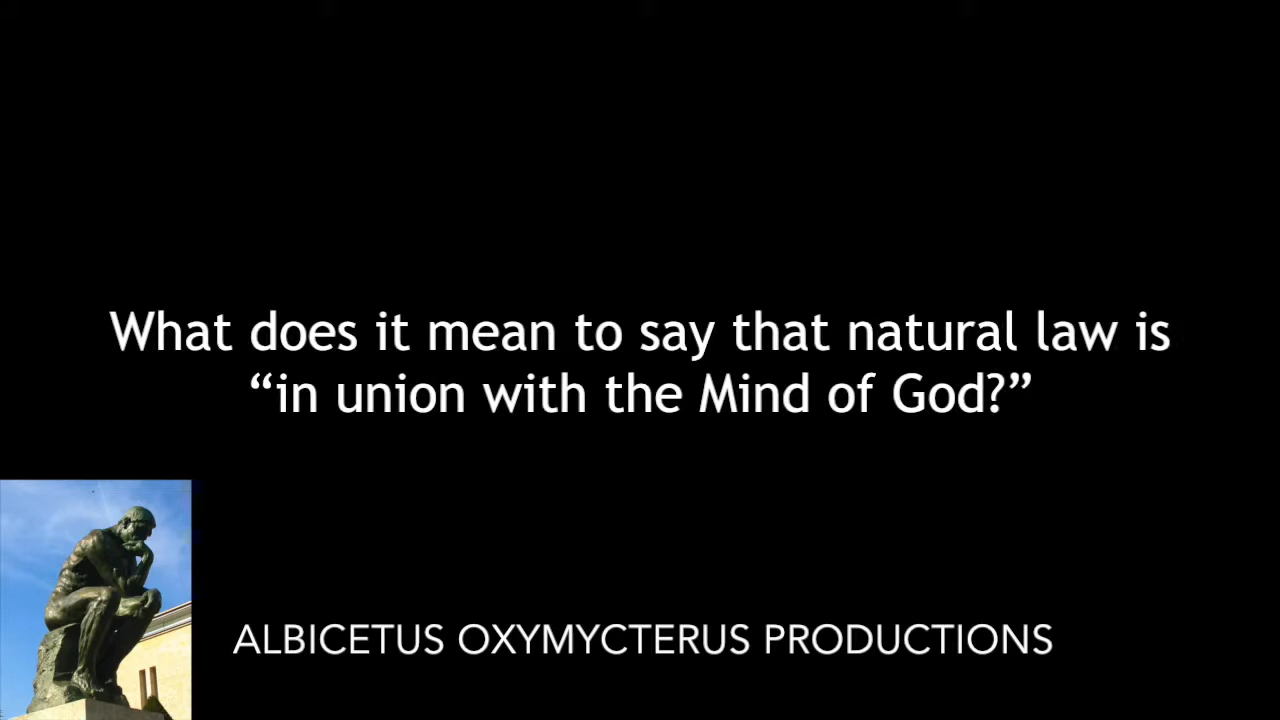 What does it mean to say that natural law is
“in union with the Mind of God?”
ALBICETUS OXYMYCTERUS PRODUCTIONS